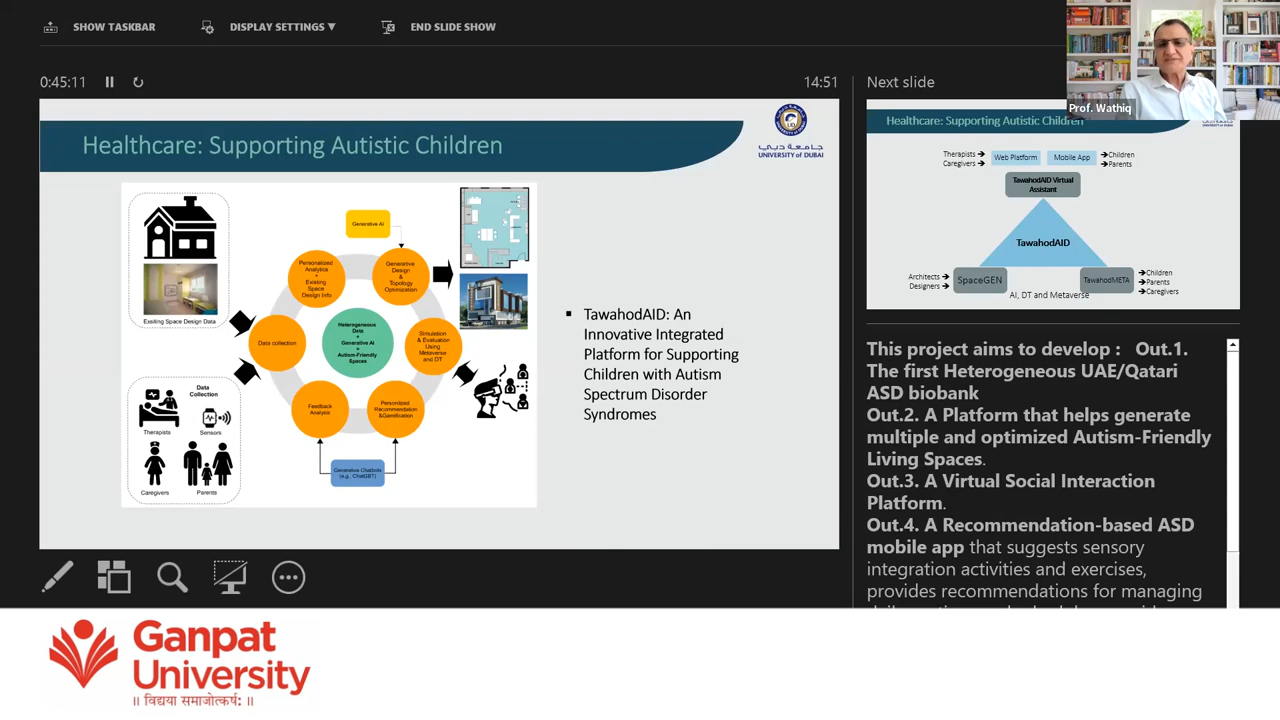 SHOW TASKBAR
DISPLAY SETTINGS ▼
END SLIDE SHOW
0:45:11
14:51
Healthcare: Supporting Autistic Children
جامعة دبي
UNIVERSITY OF DUBAI
Existing Space Design Data
Data
Collection
Therapists
Sensors
Caregivers
Parents
Generative AI
Personalized
Analytics
+
Existing
Space
Design Info
Generative
Design
&
Topology
Optimization
Data collection
Heterogeneous
Data
+
Generative AI
=
Autism-Friendly
Spaces
Simulation
& Evaluation
Using
Metaverse
and DT
Feedback
Analysis
Personized
Recommendation
&Gamification
Generative Chatbots
(e.g., ChatGBT)
▪ TawahodAID: An
Innovative Integrated
Platform for Supporting
Children with Autism
Spectrum Disorder
Syndromes
Next slide
Prof. Wathiq
Healthcare: Supporting Autistic Children
Therapists
Caregivers
Web Platform
Mobile App
Children
Parents
TawahodAID Virtual
Assistant
TawahodAID
Architects
Designers
SpaceGEN
TawahodMETA
Children
Parents
Caregivers
AI, DT and Metaverse
This project aims to develop : Out.1.
The first Heterogeneous UAE/Qatari
ASD biobank
Out.2. A Platform that helps generate
multiple and optimized Autism-Friendly
Living Spaces.
Out.3. A Virtual Social Interaction
Platform.
Out.4. A Recommendation-based ASD
mobile app that suggests sensory
integration activities and exercises,
provides recommendations for managing
Ganpat
University
॥ विद्यया समाजोत्कर्षः ॥